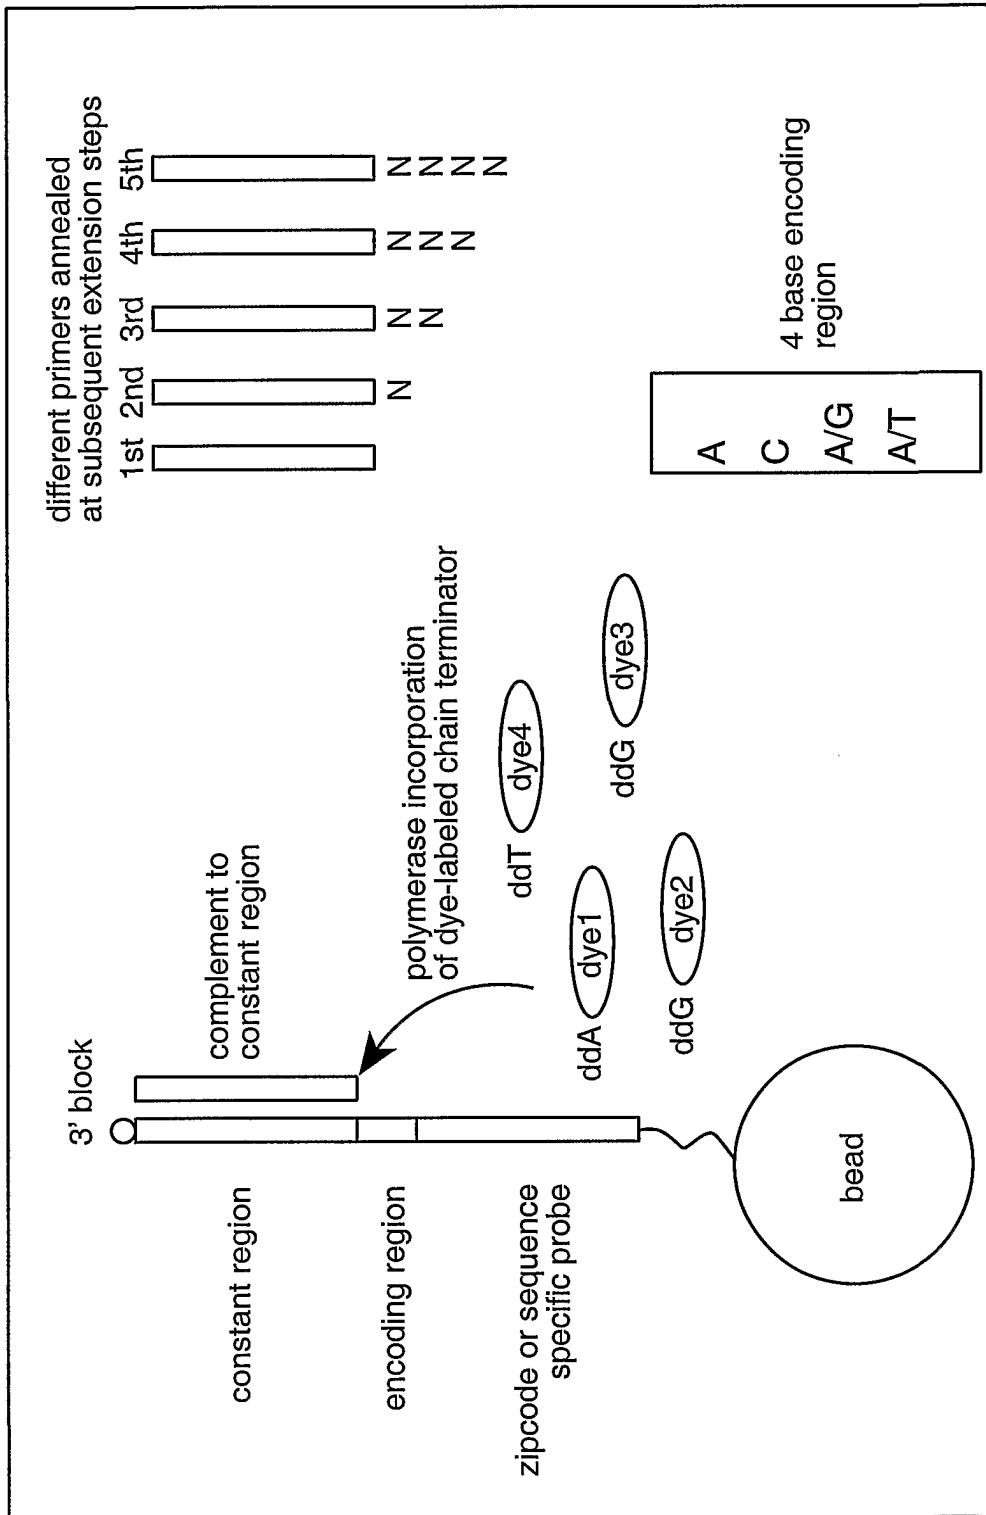 3' block
constant region
encoding region
zipcode or sequence
specific probe
bead
complement to
constant region
polymerase incorporation
of dye-labeled chain terminator
ddA dye1
ddT dye4
ddG dye2
ddG dye3
different primers annealed
at subsequent extension steps
1st 2nd 3rd 4th 5th
N N N N
N N N
N N
N
A
C
A/G
A/T
4 base encoding
region